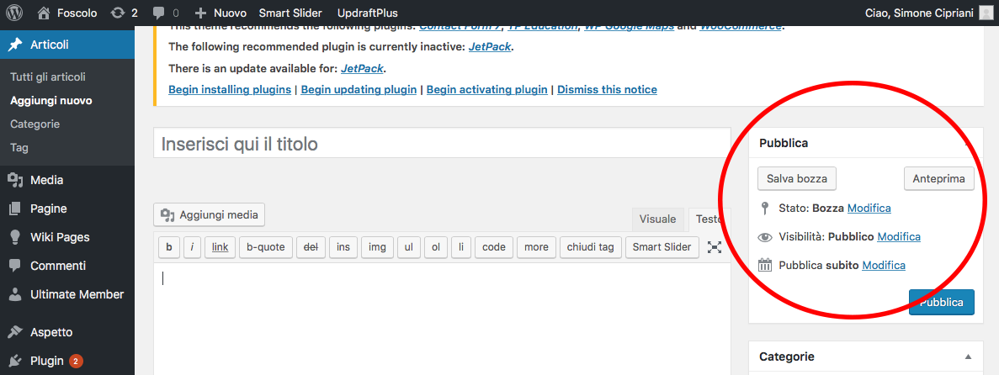 Foscolo 2 0 Nuovo Smart Slider UpdraftPlus Ciao, Simone Cipriani
Articoli
Tutti gli articoli
Aggiungi nuovo
Categorie
Tag
Media
Pagine
Wiki Pages
Commenti
Ultimate Member
Aspetto
Plugin 2
This theme recommends the following plugins: Contact Form 7, TP Education, WP Google Maps and WooCommerce.
The following recommended plugin is currently inactive: JetPack.
There is an update available for: JetPack.
Begin installing plugins | Begin updating plugin | Begin activating plugin | Dismiss this notice
Inserisci qui il titolo
Aggiungi media
Visuale Testo
b i link b-quote del ins img ul ol li code more chiudi tag Smart Slider
Pubblica
Salva bozza Anteprima
Stato: Bozza Modifica
Visibilità: Pubblico Modifica
Pubblica subito Modifica
Pubblica
Categorie